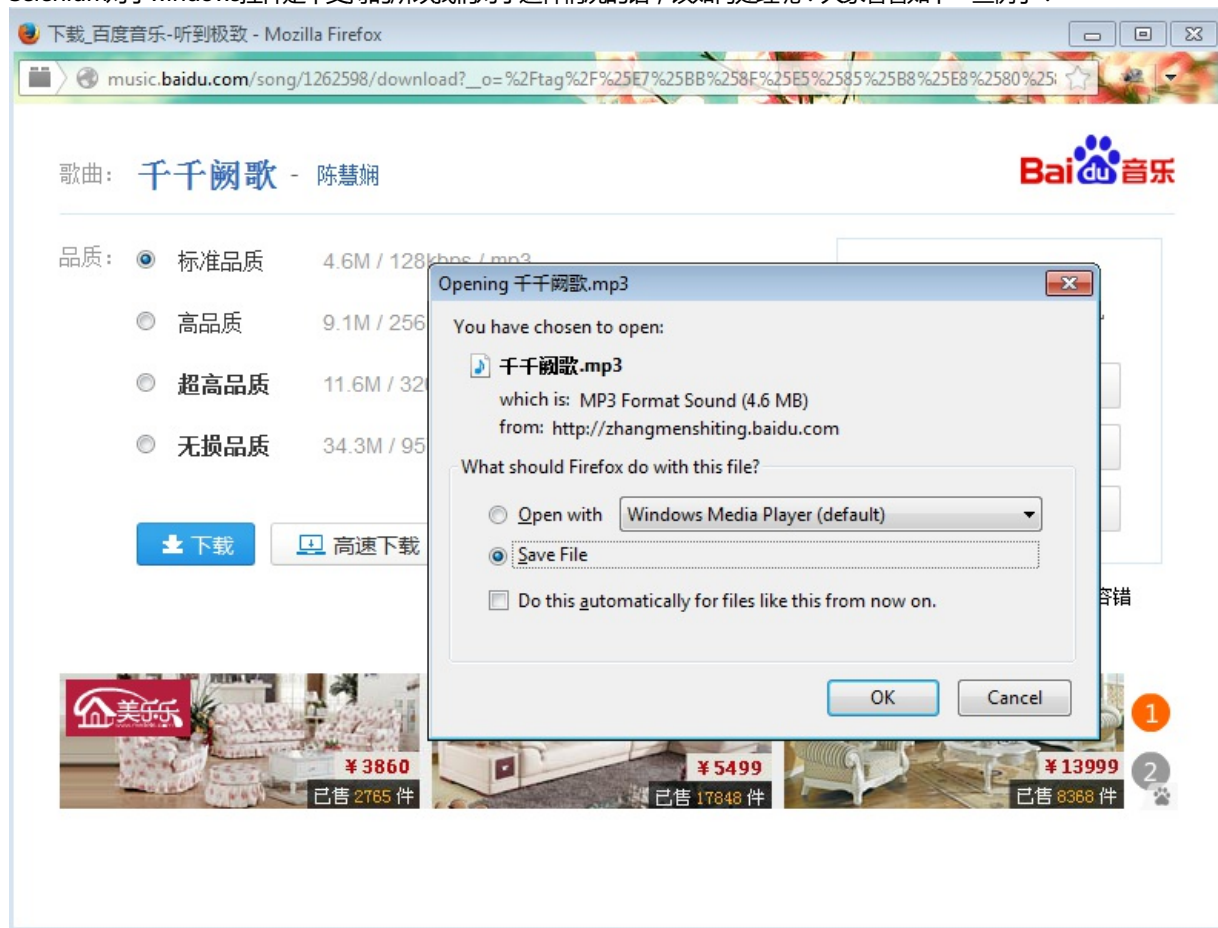 下载_百度音乐-听到极致 - Mozilla Firefox
music.baidu.com/song/1262598/download?__o=%2Ftag%2F%25E7%25BB%258F%25E5%2585%25B8%25E8%2580%25
歌曲: 千千阙歌 - 陈慧娴
Bai du 音乐
品质: 标准品质 4.6M / 128kbps / mp3
高品质 9.1M / 256
超高品质 11.6M / 32
无损品质 34.3M / 95
下载 高速下载
Opening 千千阙歌.mp3
You have chosen to open:
千千阙歌.mp3
which is: MP3 Format Sound (4.6 MB)
from: http://zhangmenshiting.baidu.com
What should Firefox do with this file?
Open with Windows Media Player (default)
Save File
Do this automatically for files like this from now on.
OK Cancel
容错
美乐乐
¥3860 ¥5499 ¥13999
已售 2765 件 已售 17848 件 已售 8368 件
1
2